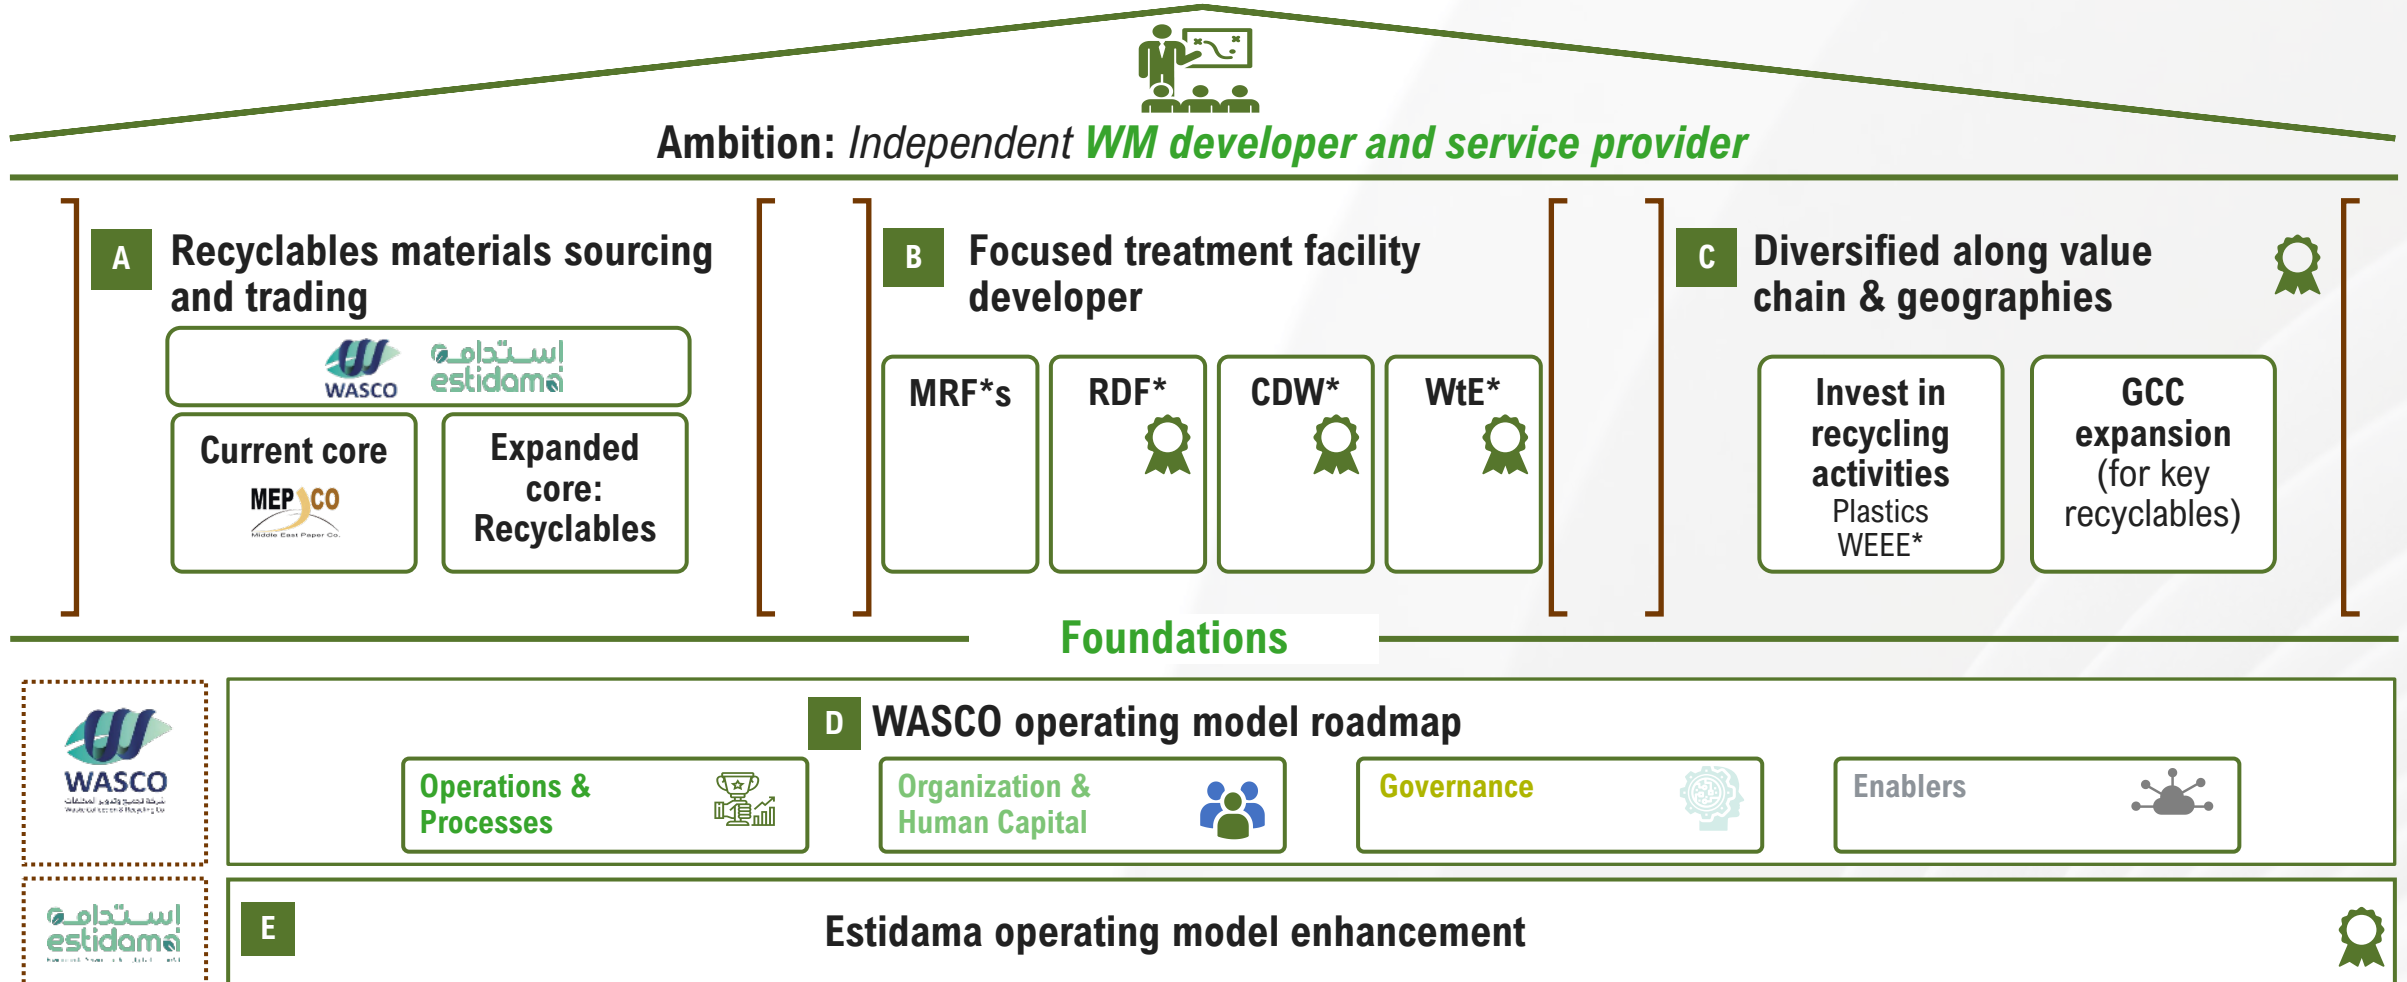 Ambition: Independent WM developer and service provider
A
Recyclables materials sourcing
and trading
WASCO
استدامة
estidama
Current core
MEPCO
Middle East Paper Co.
Expanded
core:
Recyclables
B
Focused treatment facility
developer
MRF*s
RDF*
CDW*
WtE*
C
Diversified along value
chain & geographies
Invest in
recycling
activities
Plastics
WEEE*
GCC
expansion
(for key
recyclables)
Foundations
WASCO
D
WASCO operating model roadmap
Operations &
Processes
Organization &
Human Capital
Governance
Enablers
استدامة
estidama
E
Estidama operating model enhancement